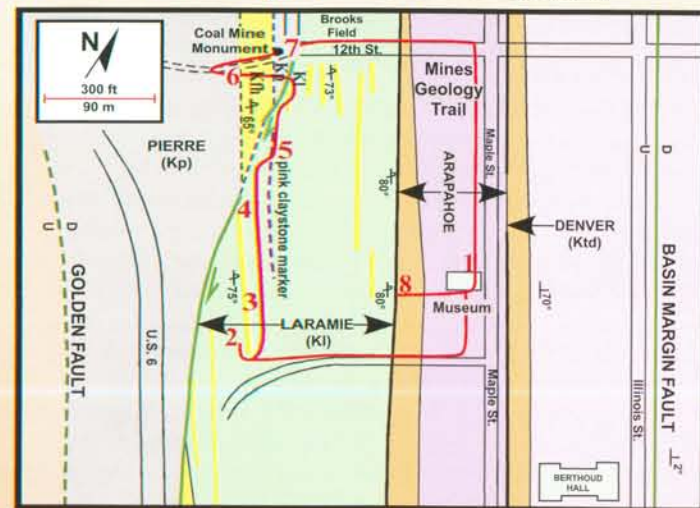 N
300 ft
90 m
Coal Mine
Monument
Brooks
Field
12th St.
7
6
Kfh
Kl
65°
73°
Mines
Geology
Trail
Maple St.
PIERRE
(Kp)
5
pink claystone marker
80°
ARAPAHOE
DENVER
(Ktd)
D
U
D
U
GOLDEN FAULT
BASIN MARGIN FAULT
4
U.S. 6
75°
3
2
1
8
80°
Museum
70°
LARAMIE
(Kl)
Maple St.
Illinois St.
2°
BERTHOUD
HALL